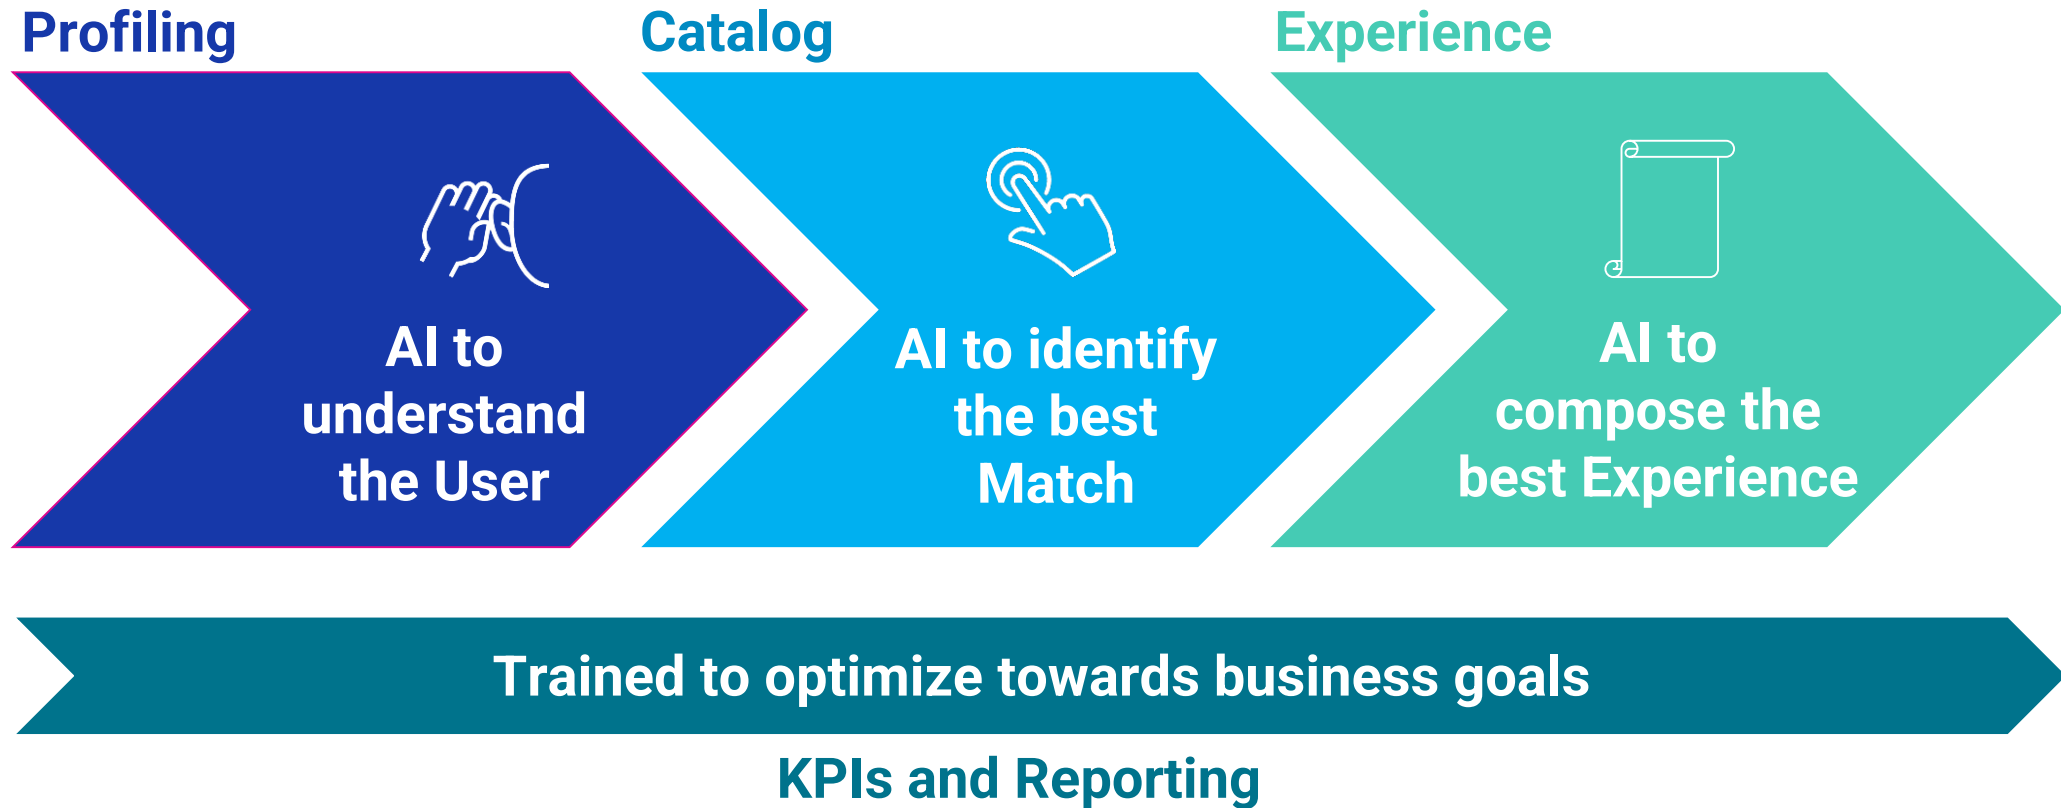 Profiling
Catalog
Experience
AI to
understand
the User
AI to identify
the best
Match
AI to
compose the
best Experience
Trained to optimize towards business goals
KPIs and Reporting